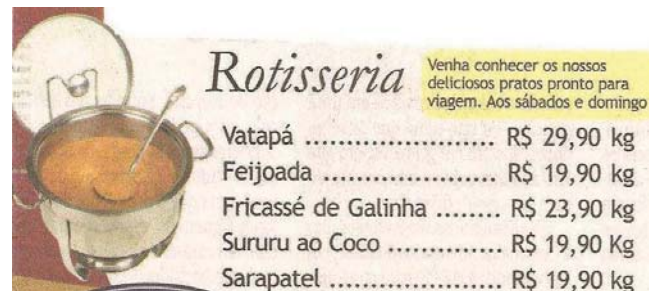 Rotisseria
Venha conhecer os nossos
deliciosos pratos pronto para
viagem. Aos sábados e domingo
Vatapá ........................ R$ 29,90 kg
Feijoada ...................... R$ 19,90 kg
Fricassé de Galinha ........ R$ 23,90 kg
Sururu ao Coco .............. R$ 19,90 Kg
Sarapatel ..................... R$ 19,90 kg